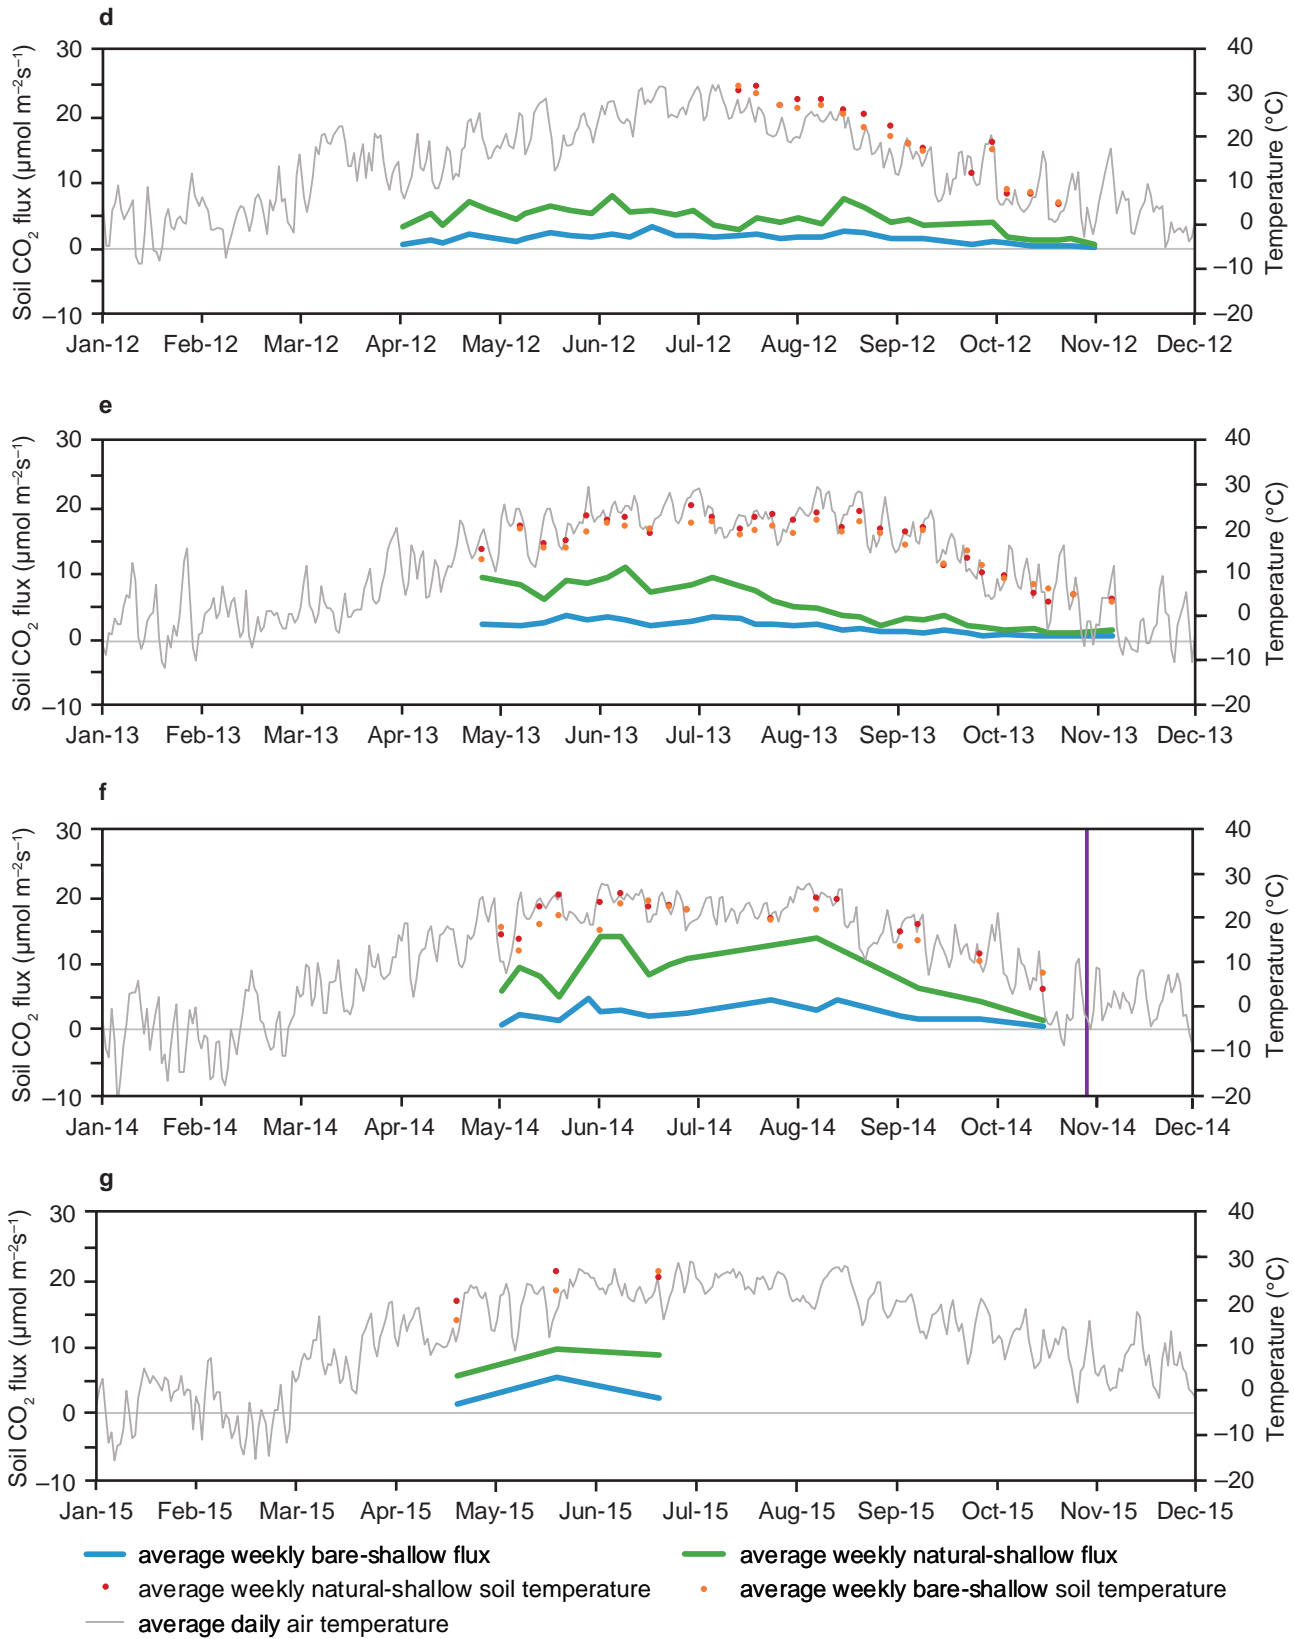 d
Soil CO2 flux (µmol m−2s−1)
30
20
10
0
−10
40
30
20
10
0
−10
−20
Temperature (°C)
Jan-12 Feb-12 Mar-12 Apr-12 May-12 Jun-12 Jul-12 Aug-12 Sep-12 Oct-12 Nov-12 Dec-12
e
Soil CO2 flux (µmol m−2s−1)
30
20
10
0
−10
40
30
20
10
0
−10
−20
Temperature (°C)
Jan-13 Feb-13 Mar-13 Apr-13 May-13 Jun-13 Jul-13 Aug-13 Sep-13 Oct-13 Nov-13 Dec-13
f
Soil CO2 flux (µmol m−2s−1)
30
20
10
0
−10
40
30
20
10
0
−10
−20
Temperature (°C)
Jan-14 Feb-14 Mar-14 Apr-14 May-14 Jun-14 Jul-14 Aug-14 Sep-14 Oct-14 Nov-14 Dec-14
g
Soil CO2 flux (µmol m−2s−1)
30
20
10
0
−10
40
30
20
10
0
−10
−20
Temperature (°C)
Jan-15 Feb-15 Mar-15 Apr-15 May-15 Jun-15 Jul-15 Aug-15 Sep-15 Oct-15 Nov-15 Dec-15
average weekly bare-shallow flux
average weekly natural-shallow flux
average weekly natural-shallow soil temperature
average weekly bare-shallow soil temperature
average daily air temperature